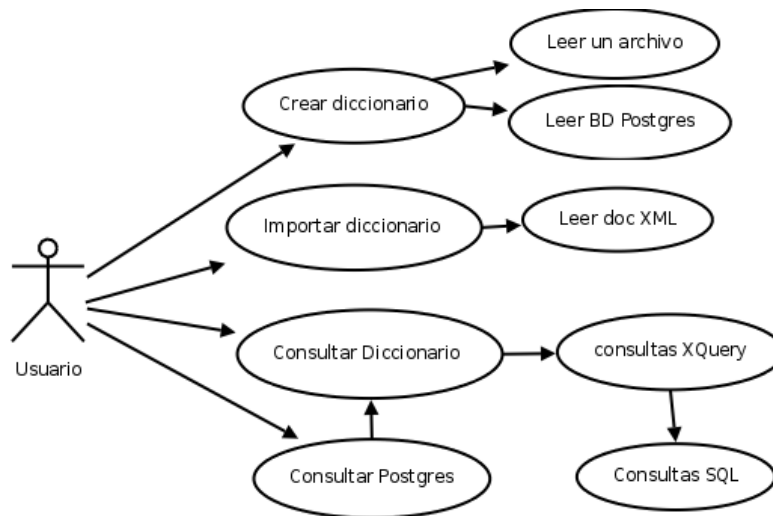 Leer un archivo
Crear diccionario
Leer BD Postgres
Importar diccionario
Leer doc XML
Usuario
Consultar Diccionario
consultas XQuery
Consultar Postgres
Consultas SQL